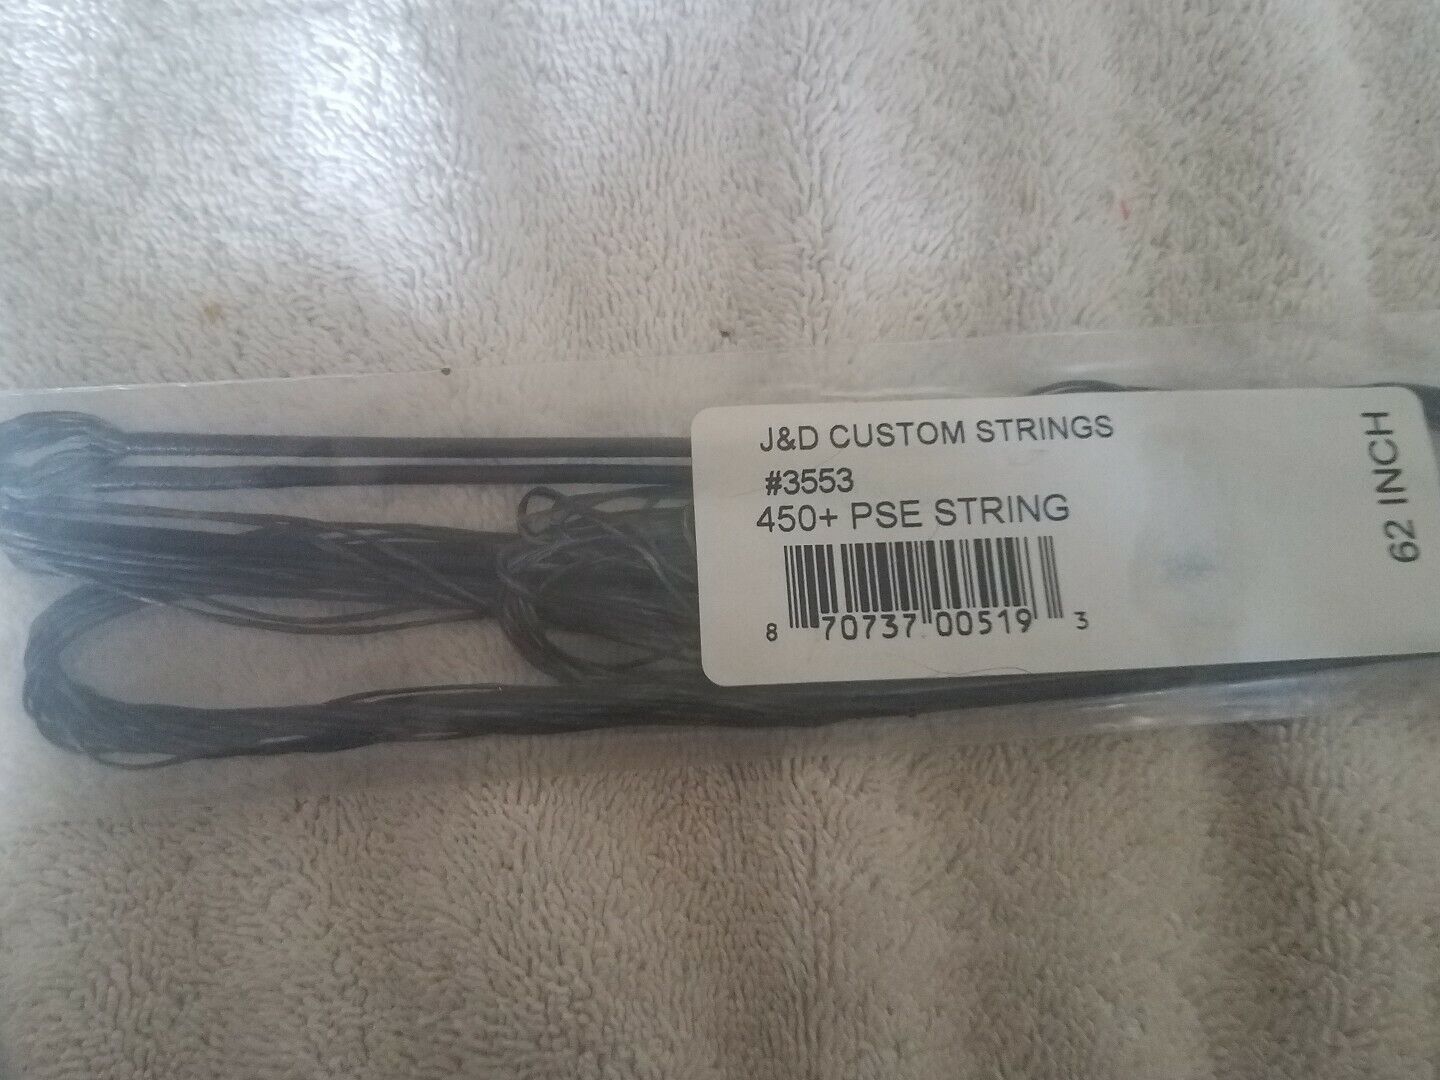 J&D CUSTOM STRINGS
#3553
450+ PSE STRING
8 70737 00519 3
62 INCH